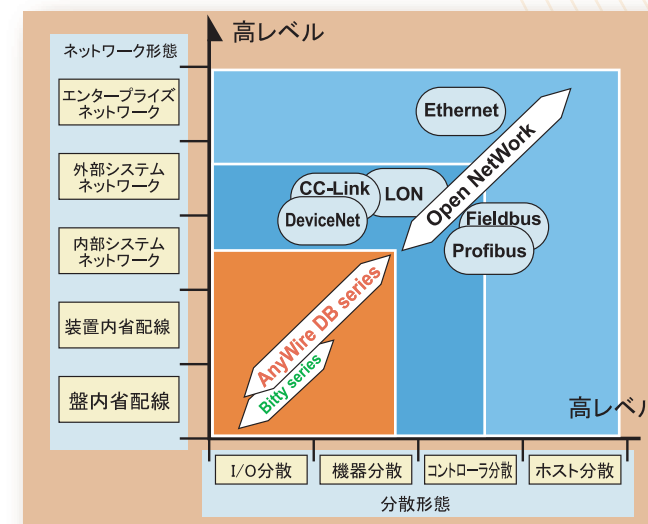 高レベル
ネットワーク形態
エンタープライズ
ネットワーク
Ethernet
Open NetWork
外部システム
ネットワーク
CC-Link
LON
DeviceNet
Fieldbus
Profibus
内部システム
ネットワーク
AnyWire DB series
Bitty series
装置内省配線
盤内省配線
高レベル
I/O分散
機器分散
コントローラ分散
ホスト分散
分散形態